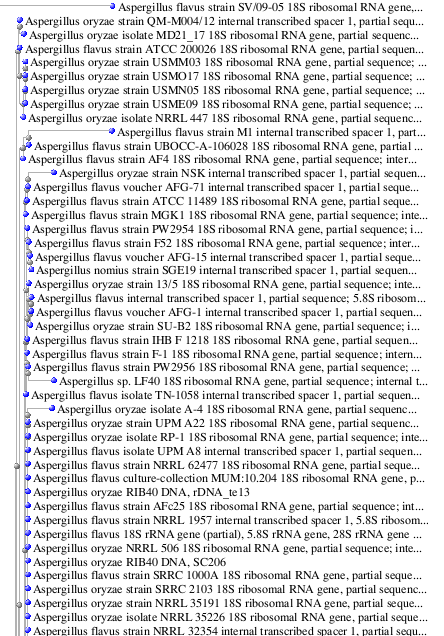 Aspergillus flavus strain SV/09-05 18S ribosomal RNA gene,...
Aspergillus oryzae strain QM-M004/12 internal transcribed spacer 1, partial sequ...
Aspergillus oryzae isolate MD21_17 18S ribosomal RNA gene, partial sequenc...
Aspergillus flavus strain ATCC 200026 18S ribosomal RNA gene, partial sequen...
Aspergillus oryzae strain USMM03 18S ribosomal RNA gene, partial sequence; ...
Aspergillus oryzae strain USMO17 18S ribosomal RNA gene, partial sequence; ...
Aspergillus oryzae strain USMN05 18S ribosomal RNA gene, partial sequence; ...
Aspergillus oryzae strain USME09 18S ribosomal RNA gene, partial sequence; ...
Aspergillus oryzae isolate NRRL 447 18S ribosomal RNA gene, partial sequenc...
Aspergillus flavus strain M1 internal transcribed spacer 1, part...
Aspergillus flavus strain UBOCC-A-106028 18S ribosomal RNA gene, partial ...
Aspergillus flavus strain AF4 18S ribosomal RNA gene, partial sequence; inter...
Aspergillus oryzae strain NSK internal transcribed spacer 1, partial sequen...
Aspergillus flavus voucher AFG-71 internal transcribed spacer 1, partial seque...
Aspergillus flavus strain ATCC 11489 18S ribosomal RNA gene, partial sequen...
Aspergillus flavus strain MGK1 18S ribosomal RNA gene, partial sequence; inte...
Aspergillus flavus strain PW2954 18S ribosomal RNA gene, partial sequence; i...
Aspergillus flavus strain F52 18S ribosomal RNA gene, partial sequence; inter...
Aspergillus flavus voucher AFG-15 internal transcribed spacer 1, partial seque...
Aspergillus nomius strain SGE19 internal transcribed spacer 1, partial sequen...
Aspergillus oryzae strain 13/5 18S ribosomal RNA gene, partial sequence; inte...
Aspergillus flavus internal transcribed spacer 1, partial sequence; 5.8S ribosom...
Aspergillus flavus voucher AFG-1 internal transcribed spacer 1, partial sequen...
Aspergillus oryzae strain SU-B2 18S ribosomal RNA gene, partial sequence; i...
Aspergillus flavus strain IHB F 1218 18S ribosomal RNA gene, partial sequen...
Aspergillus flavus strain F-1 18S ribosomal RNA gene, partial sequence; intern...
Aspergillus flavus strain PW2956 18S ribosomal RNA gene, partial sequence; ...
Aspergillus sp. LF40 18S ribosomal RNA gene, partial sequence; internal t...
Aspergillus flavus isolate TN-1058 internal transcribed spacer 1, partial sequen...
Aspergillus oryzae isolate A-4 18S ribosomal RNA gene, partial sequenc...
Aspergillus oryzae strain UPM A22 18S ribosomal RNA gene, partial sequence; ...
Aspergillus oryzae isolate RP-1 18S ribosomal RNA gene, partial sequence; inte...
Aspergillus flavus isolate UPM A8 internal transcribed spacer 1, partial sequen...
Aspergillus flavus strain NRRL 62477 18S ribosomal RNA gene, partial seque...
Aspergillus flavus culture-collection MUM:10.204 18S ribosomal RNA gene, p...
Aspergillus oryzae RIB40 DNA, rDNA_te13
Aspergillus flavus strain AFc25 18S ribosomal RNA gene, partial sequence; int...
Aspergillus flavus strain NRRL 1957 internal transcribed spacer 1, 5.8S ribosom...
Aspergillus flavus 18S rRNA gene (partial), 5.8S rRNA gene, 28S rRNA gene ...
Aspergillus oryzae NRRL 506 18S ribosomal RNA gene, partial sequence; inte...
Aspergillus oryzae RIB40 DNA, SC206
Aspergillus flavus strain SRRC 1000A 18S ribosomal RNA gene, partial seque...
Aspergillus oryzae strain SRRC 2103 18S ribosomal RNA gene, partial sequenc...
Aspergillus oryzae strain NRRL 35191 18S ribosomal RNA gene, partial seque...
Aspergillus flavus isolate NRRL 35226 18S ribosomal RNA gene, partial seque...
Aspergillus flavus strain NRRL 32354 internal transcribed spacer 1, partial sequen...